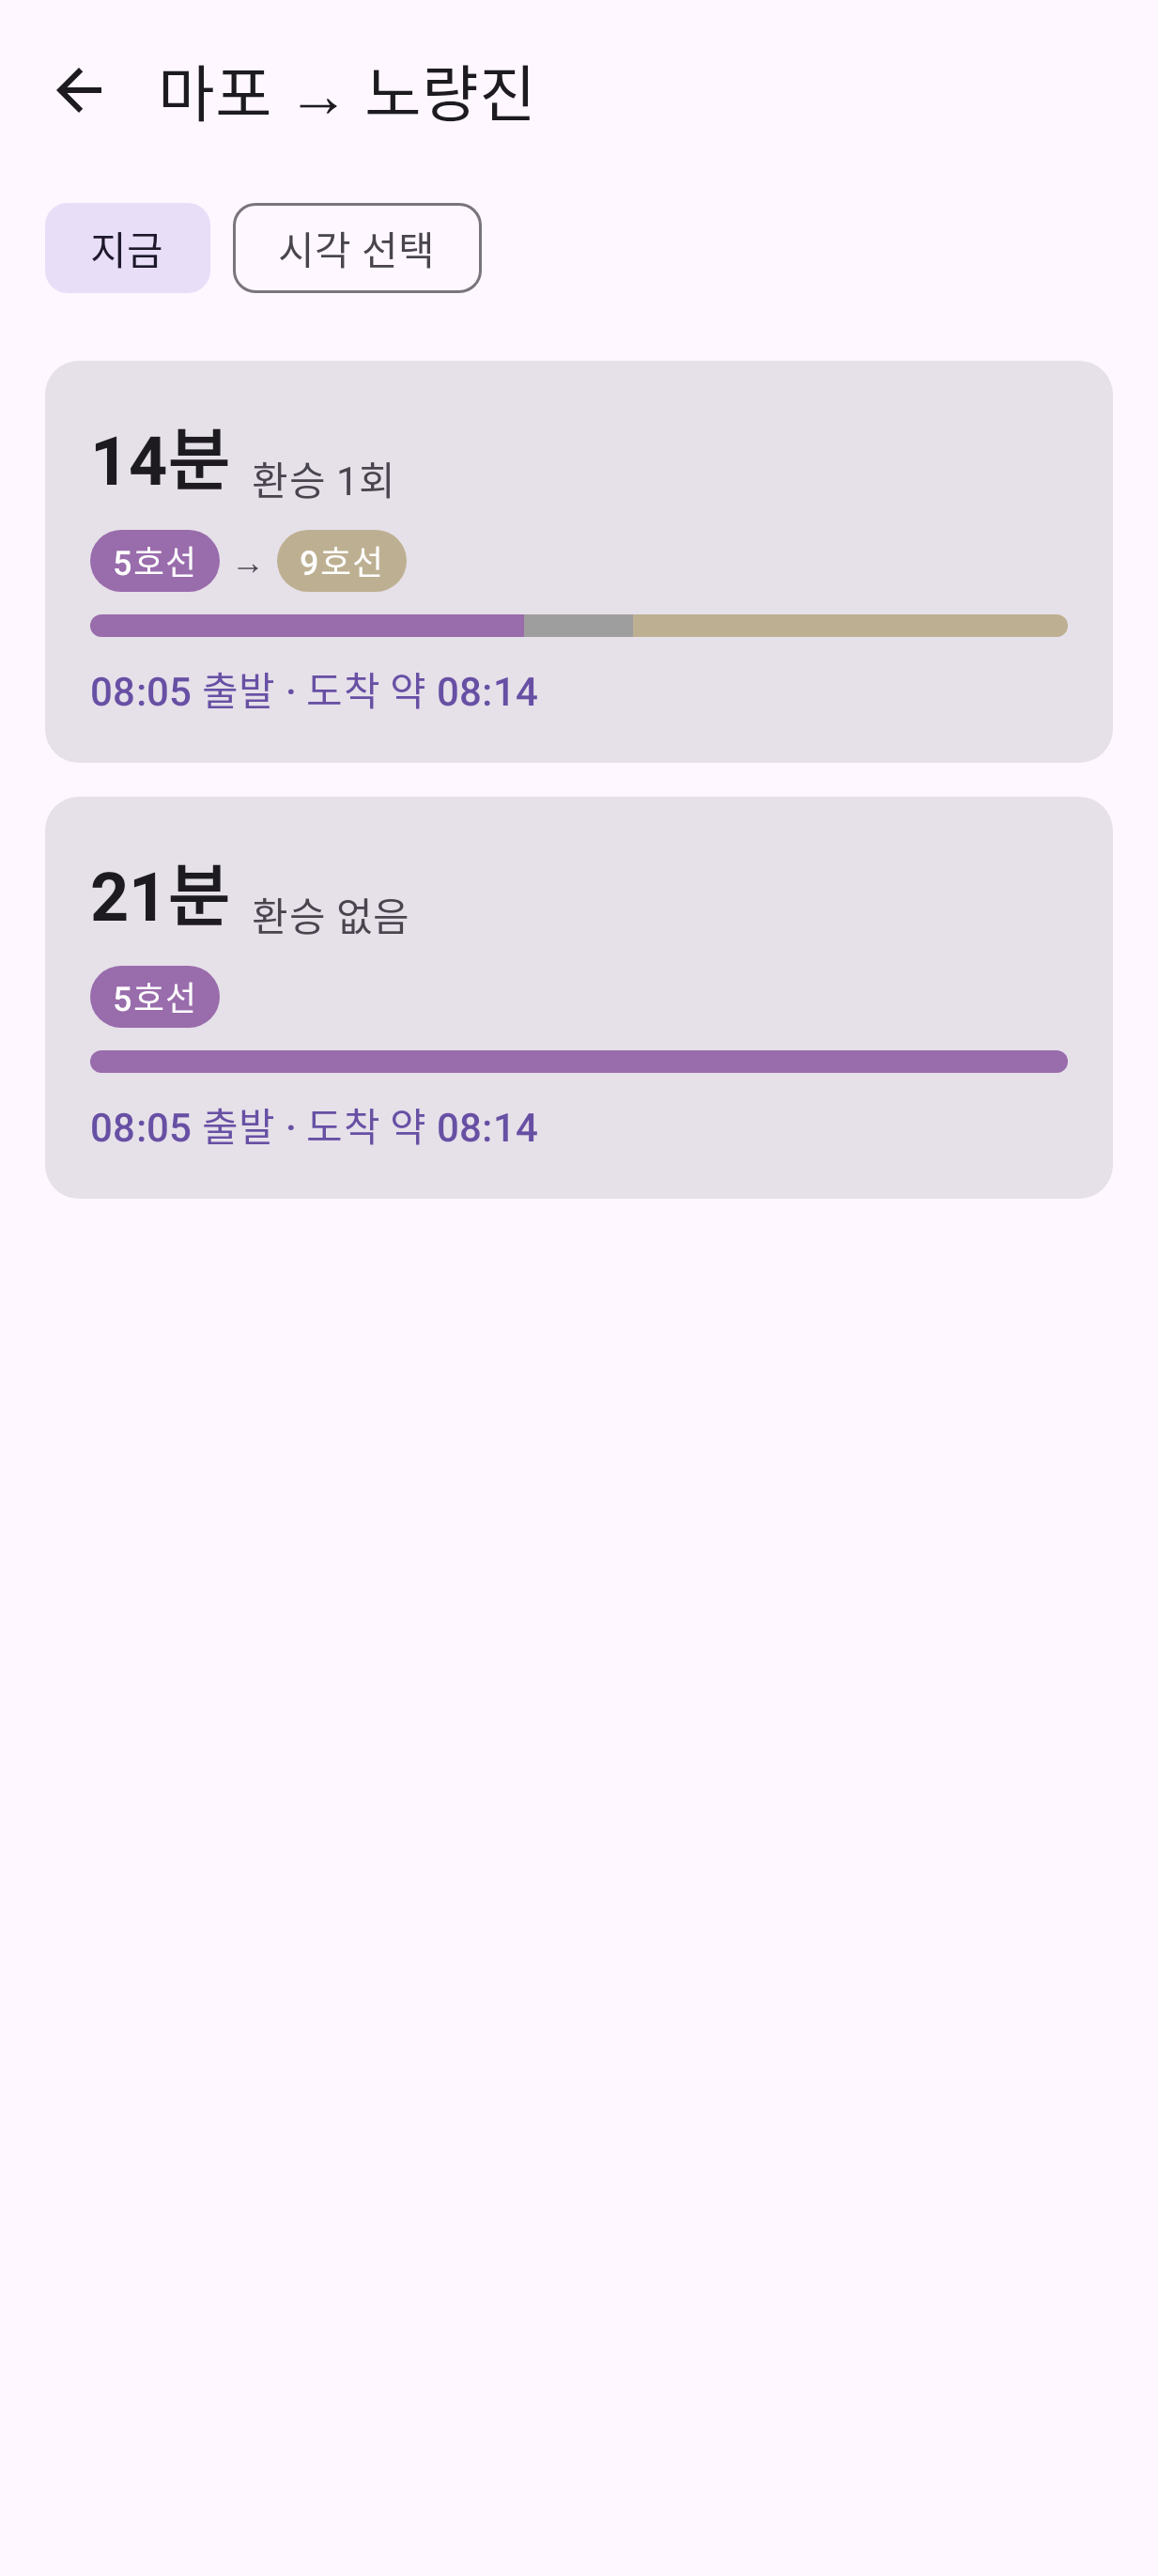 마포 → 노량진
지금 시각 선택
14분 환승 1회
5호선 → 9호선
08:05 출발 · 도착 약 08:14
21분 환승 없음
5호선
08:05 출발 · 도착 약 08:14